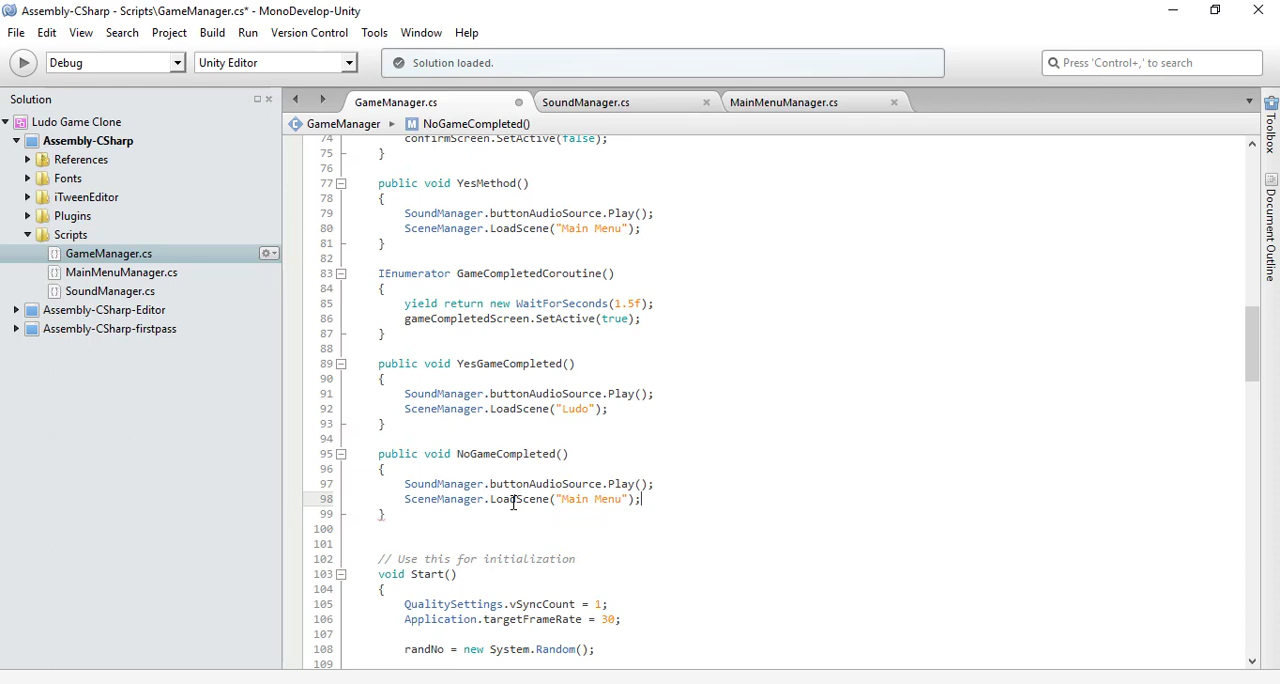 Assembly-CSharp - Scripts\GameManager.cs* - MonoDevelop-Unity
File Edit View Search Project Build Run Version Control Tools Window Help
Debug Unity Editor Solution loaded. Press 'Control+,' to search
Solution GameManager.cs SoundManager.cs MainMenuManager.cs
Ludo Game Clone
GameManager NoGameCompleted()
Assembly-CSharp
References
Fonts
iTweenEditor
Plugins
Scripts
GameManager.cs
MainMenuManager.cs
SoundManager.cs
Assembly-CSharp-Editor
Assembly-CSharp-firstpass
74 confirmScreen.SetActive(false);
75 }
76
77 public void YesMethod()
78 {
79 SoundManager.buttonAudioSource.Play();
80 SceneManager.LoadScene("Main Menu");
81 }
82
83 IEnumerator GameCompletedCoroutine()
84 {
85 yield return new WaitForSeconds(1.5f);
86 gameCompletedScreen.SetActive(true);
87 }
88
89 public void YesGameCompleted()
90 {
91 SoundManager.buttonAudioSource.Play();
92 SceneManager.LoadScene("Ludo");
93 }
94
95 public void NoGameCompleted()
96 {
97 SoundManager.buttonAudioSource.Play();
98 SceneManager.LoadScene("Main Menu");
99 }
100
101
102 // Use this for initialization
103 void Start()
104 {
105 QualitySettings.vSyncCount = 1;
106 Application.targetFrameRate = 30;
107
108 randNo = new System.Random();
109
Toolbox
Document Outline